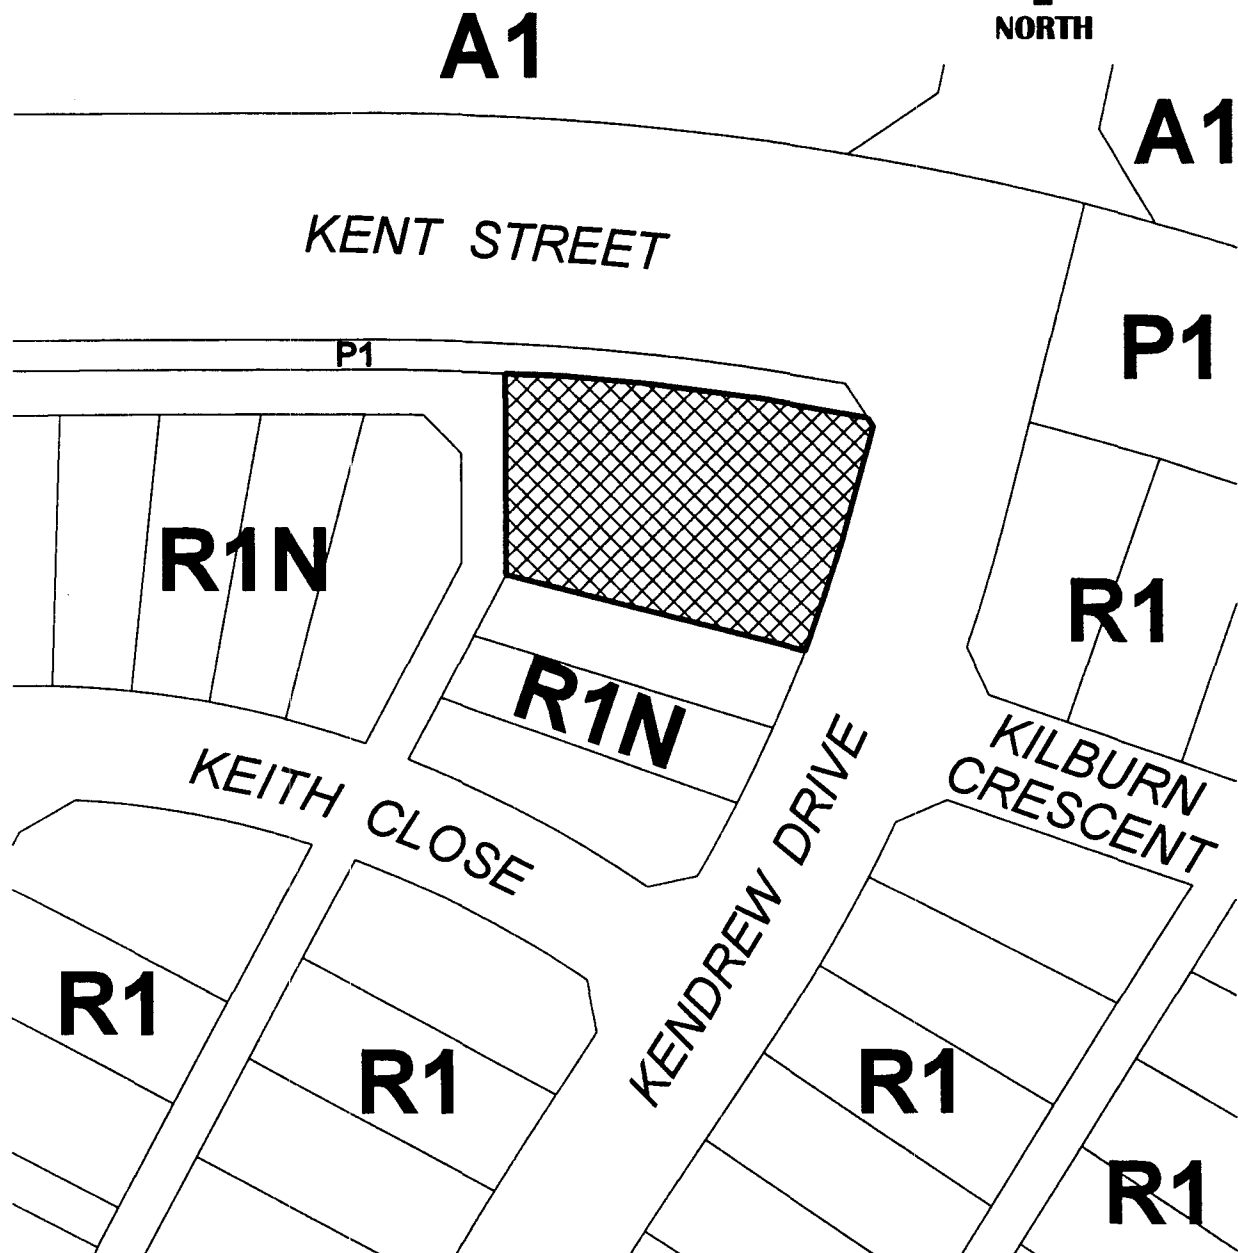 NORTH
A1
A1
KENT STREET
P1
P1
R1N
R1
R1N
KILBURN
CRESCENT
KEITH CLOSE
KENDREW DRIVE
R1
R1
R1
R1